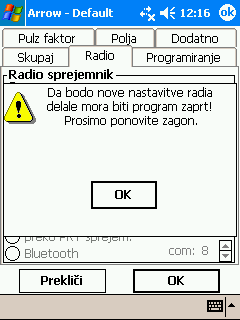 Arrow - Default 12:16 ok
Pulz faktor Polja Dodatno
Skupaj Radio Programiranje
Radio sprejemnik
Da bodo nove nastavitve radia
delale mora biti program zaprt!
Prosimo ponovite zagon.
OK
preko PRT sprejem.
Bluetooth com: 8
Prekliči OK